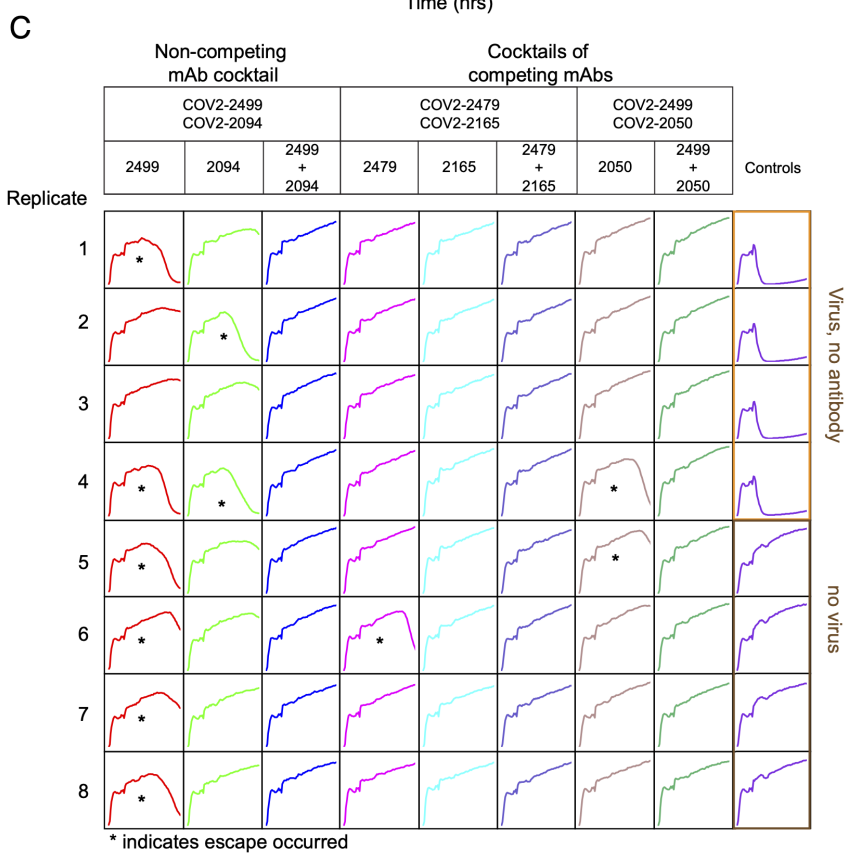 Time (hrs)
C
Non-competing
mAb cocktail
Cocktails of
competing mAbs
COV2-2499
COV2-2094
COV2-2479
COV2-2165
COV2-2499
COV2-2050
2499
2094
2499
+
2094
2479
2165
2479
+
2165
2050
2499
+
2050
Controls
Replicate
1
*
2
*
3
4
*
*
*
5
*
*
6
*
*
7
*
8
*
Virus, no antibody
no virus
* indicates escape occurred